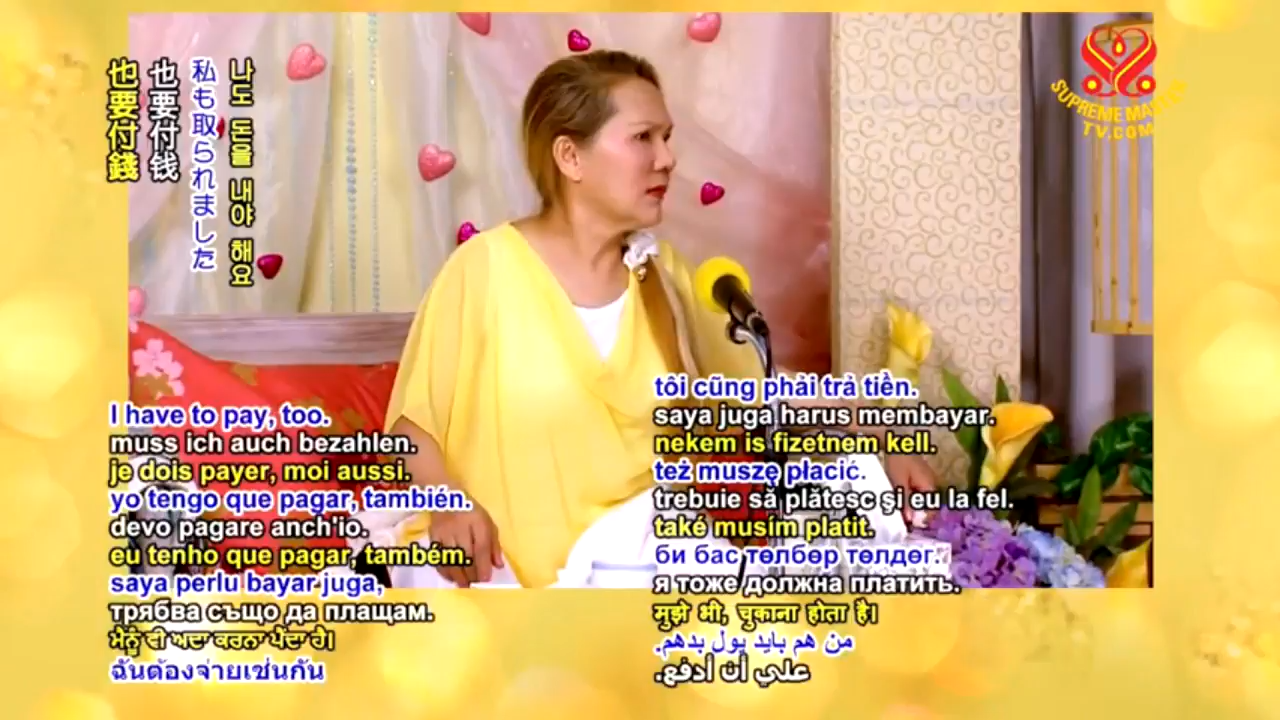 也要付錢
也要付钱
私も取られました
나도 돈을 내야 해요
SUPREME MASTER
TV.COM
I have to pay, too.
muss ich auch bezahlen.
je dois payer, moi aussi.
yo tengo que pagar, también.
devo pagare anch'io.
eu tenho que pagar, também.
saya perlu bayar juga,
трябва също да плащам.
ਮੈਨੂੰ ਵੀ ਅਦਾ ਕਰਨਾ ਪੈਂਦਾ ਹੈ।
ฉันต้องจ่ายเช่นกัน
tôi cũng phải trả tiền.
saya juga harus membayar.
nekem is fizetnem kell.
też muszę płacić.
trebuie să plătesc şi eu la fel.
také musím platit.
би бас төлбөр төлдөг.
я тоже должна платить.
मुझे भी, चुकाना होता है।
من هم باید پول بدهم.
علي أن أدفع.